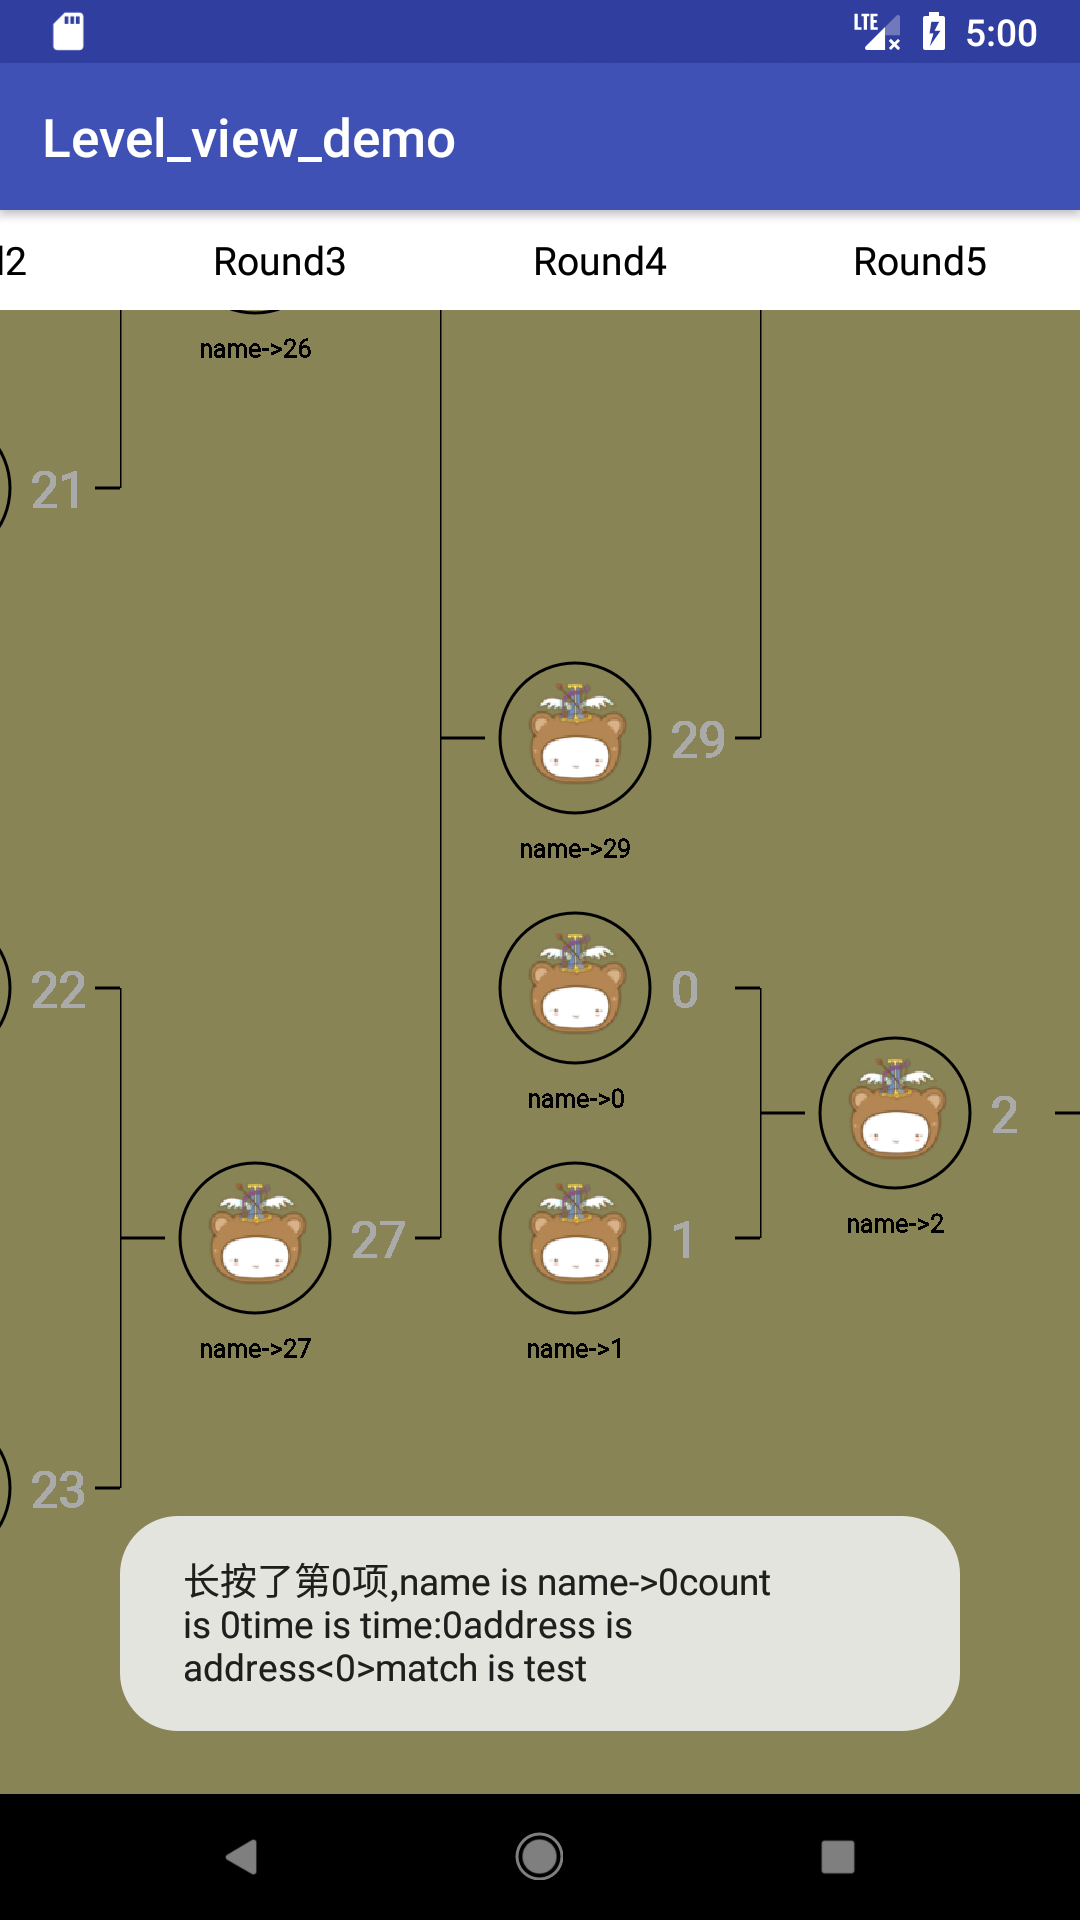 LTE 5:00
Level_view_demo
d2 Round3 Round4 Round5
name->26
21
29
name->29
22 0
name->0
2
name->2
27 1
name->27 name->1
23
长按了第0项,name is name->0count
is 0time is time:0address is
address<0>match is test